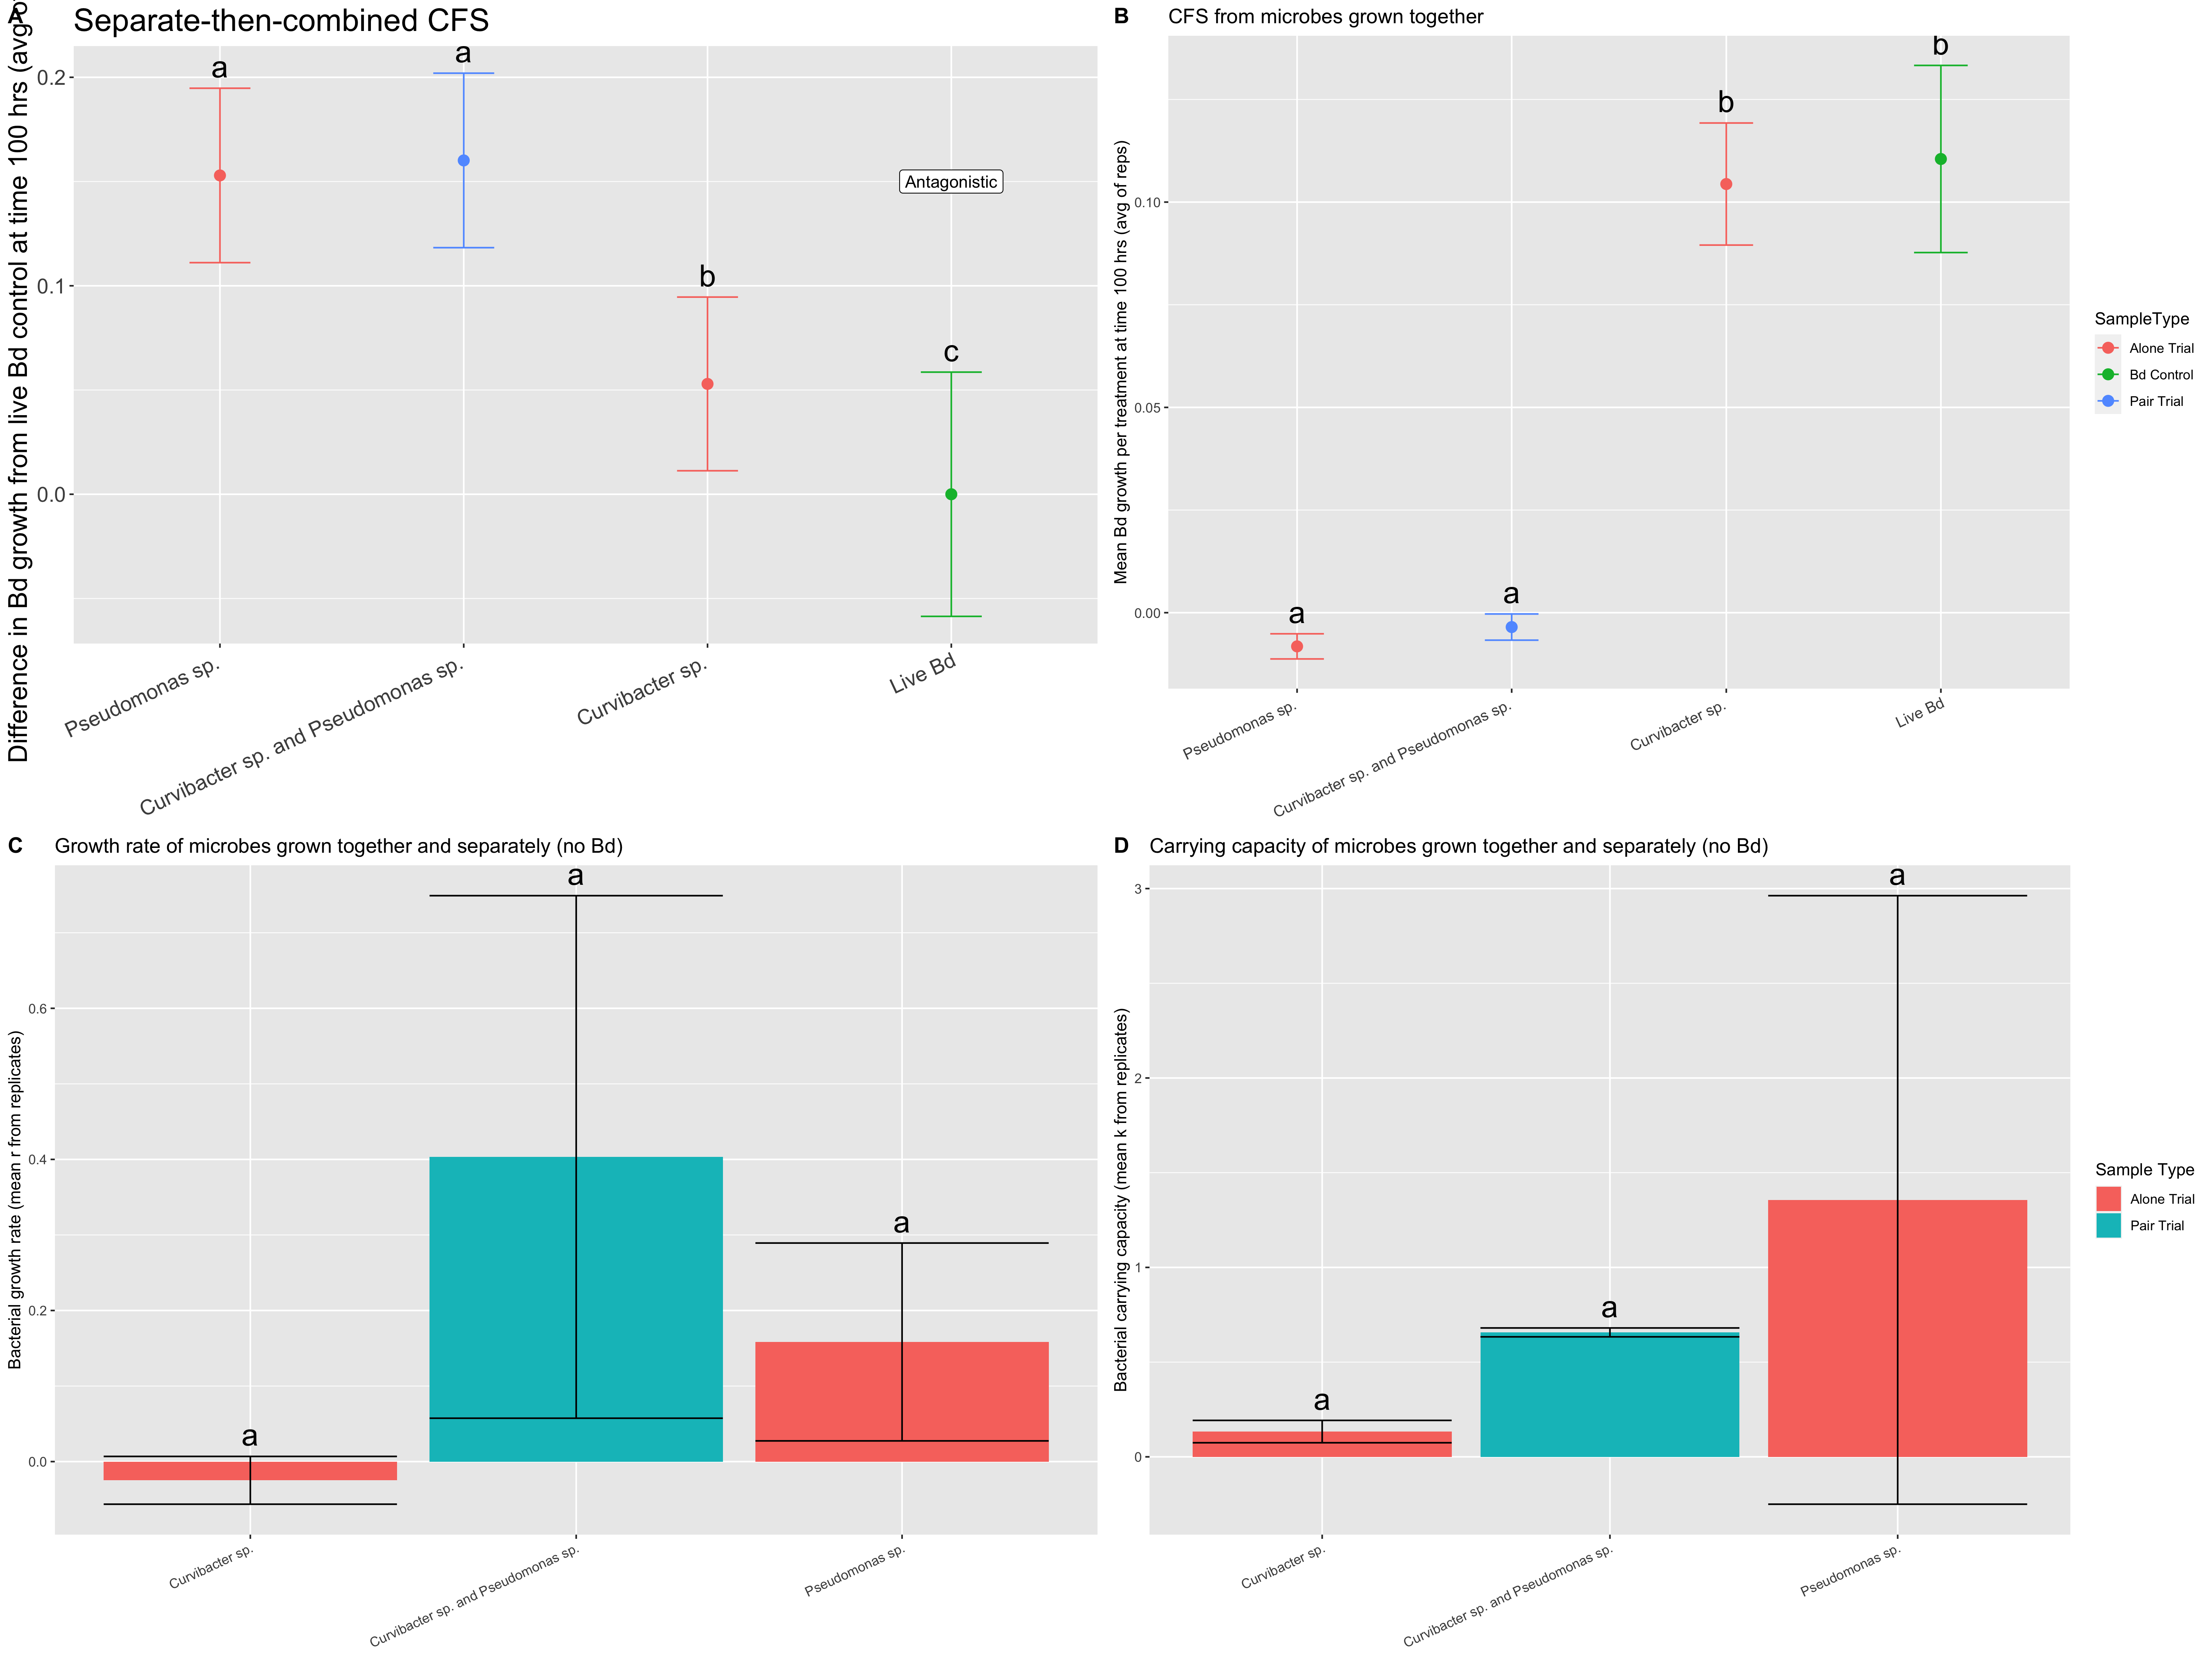 A
Separate-then-combined CFS
Difference in Bd growth from live Bd control at time 100 hrs (avg o
0.2
0.1
0.0
a
a
b
c
Antagonistic
Pseudomonas sp.
Curvibacter sp. and Pseudomonas sp.
Curvibacter sp.
Live Bd
B
CFS from microbes grown together
Mean Bd growth per treatment at time 100 hrs (avg of reps)
0.10
0.05
0.00
a
a
b
b
Pseudomonas sp.
Curvibacter sp. and Pseudomonas sp.
Curvibacter sp.
Live Bd
SampleType
Alone Trial
Bd Control
Pair Trial
C
Growth rate of microbes grown together and separately (no Bd)
Bacterial growth rate (mean r from replicates)
0.6
0.4
0.2
0.0
a
a
a
Curvibacter sp.
Curvibacter sp. and Pseudomonas sp.
Pseudomonas sp.
D
Carrying capacity of microbes grown together and separately (no Bd)
Bacterial carrying capacity (mean k from replicates)
3
2
1
0
a
a
a
Curvibacter sp.
Curvibacter sp. and Pseudomonas sp.
Pseudomonas sp.
Sample Type
Alone Trial
Pair Trial